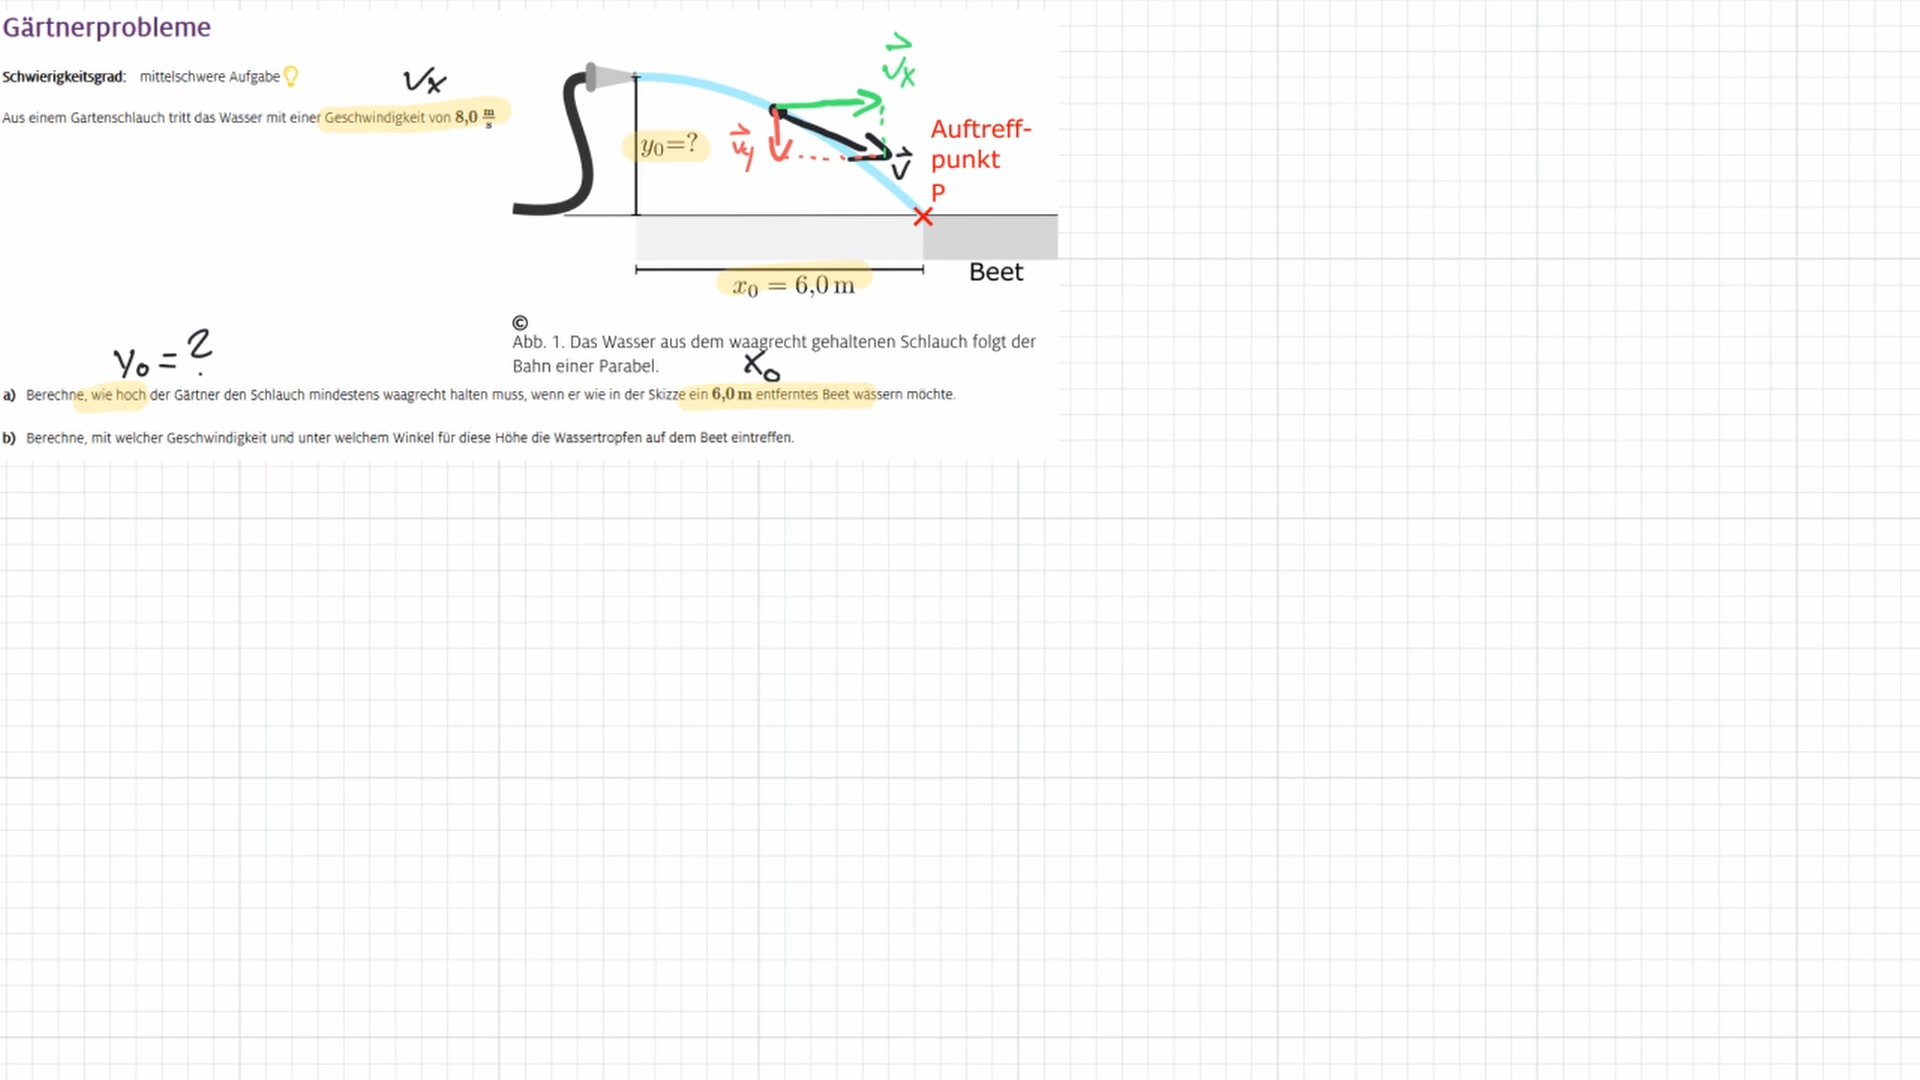 Gärtnerprobleme
Schwierigkeitsgrad: mittelschwere Aufgabe
Vx
Aus einem Gartenschlauch tritt das Wasser mit einer Geschwindigkeit von 8,0 m/s
y₀=?
vx
vy
v
Auftreff-
punkt
P
x₀ = 6,0 m
Beet
©
Abb. 1. Das Wasser aus dem waagrecht gehaltenen Schlauch folgt der
Bahn einer Parabel.
y₀ = ?
x₀
a) Berechne, wie hoch der Gärtner den Schlauch mindestens waagrecht halten muss, wenn er wie in der Skizze ein 6,0 m entferntes Beet wässern möchte.
b) Berechne, mit welcher Geschwindigkeit und unter welchem Winkel für diese Höhe die Wassertropfen auf dem Beet eintreffen.